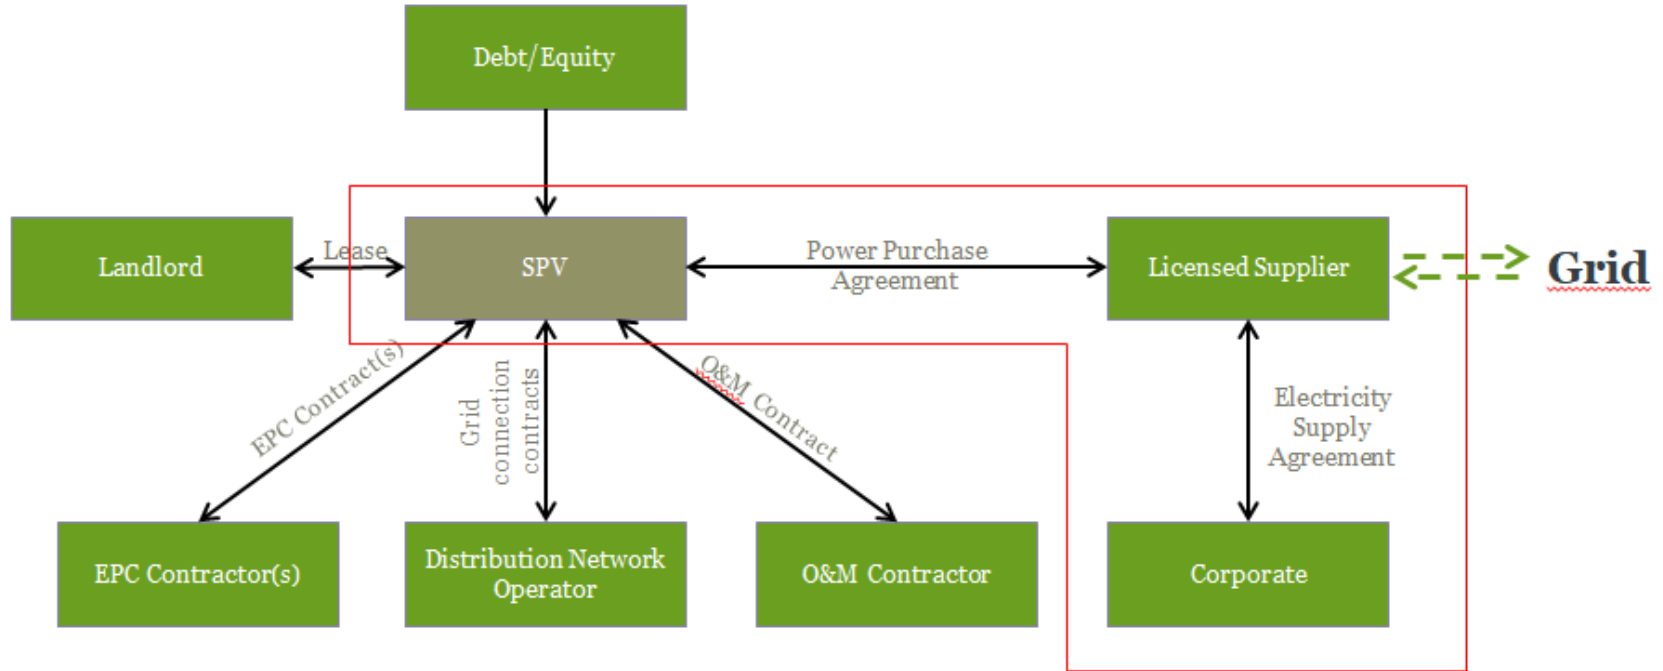 Debt/Equity
Landlord
Lease
SPV
Power Purchase
Agreement
Licensed Supplier
Grid
EPC Contract(s)
Grid
connection
contracts
O&M Contract
Electricity
Supply
Agreement
EPC Contractor(s)
Distribution Network
Operator
O&M Contractor
Corporate